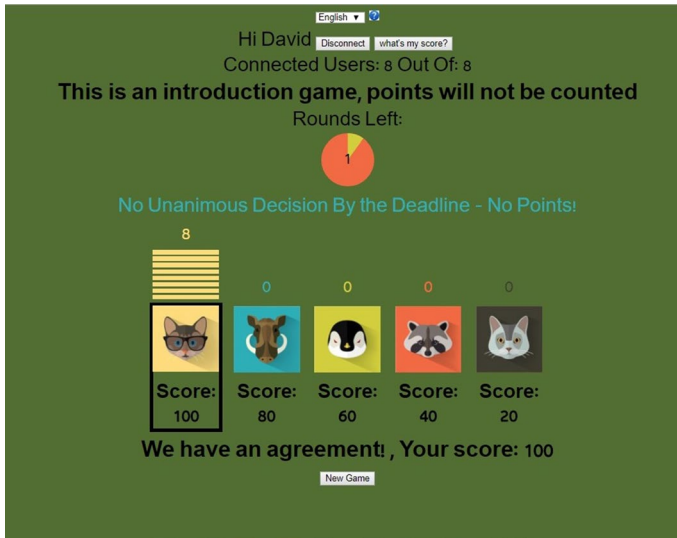 English
Hi David Disconnect what's my score?
Connected Users: 8 Out Of: 8
This is an introduction game, points will not be counted
Rounds Left:
1
No Unanimous Decision By the Deadline - No Points!
8 0 0 0 0
Score: Score: Score: Score: Score:
100 80 60 40 20
We have an agreement! , Your score: 100
New Game